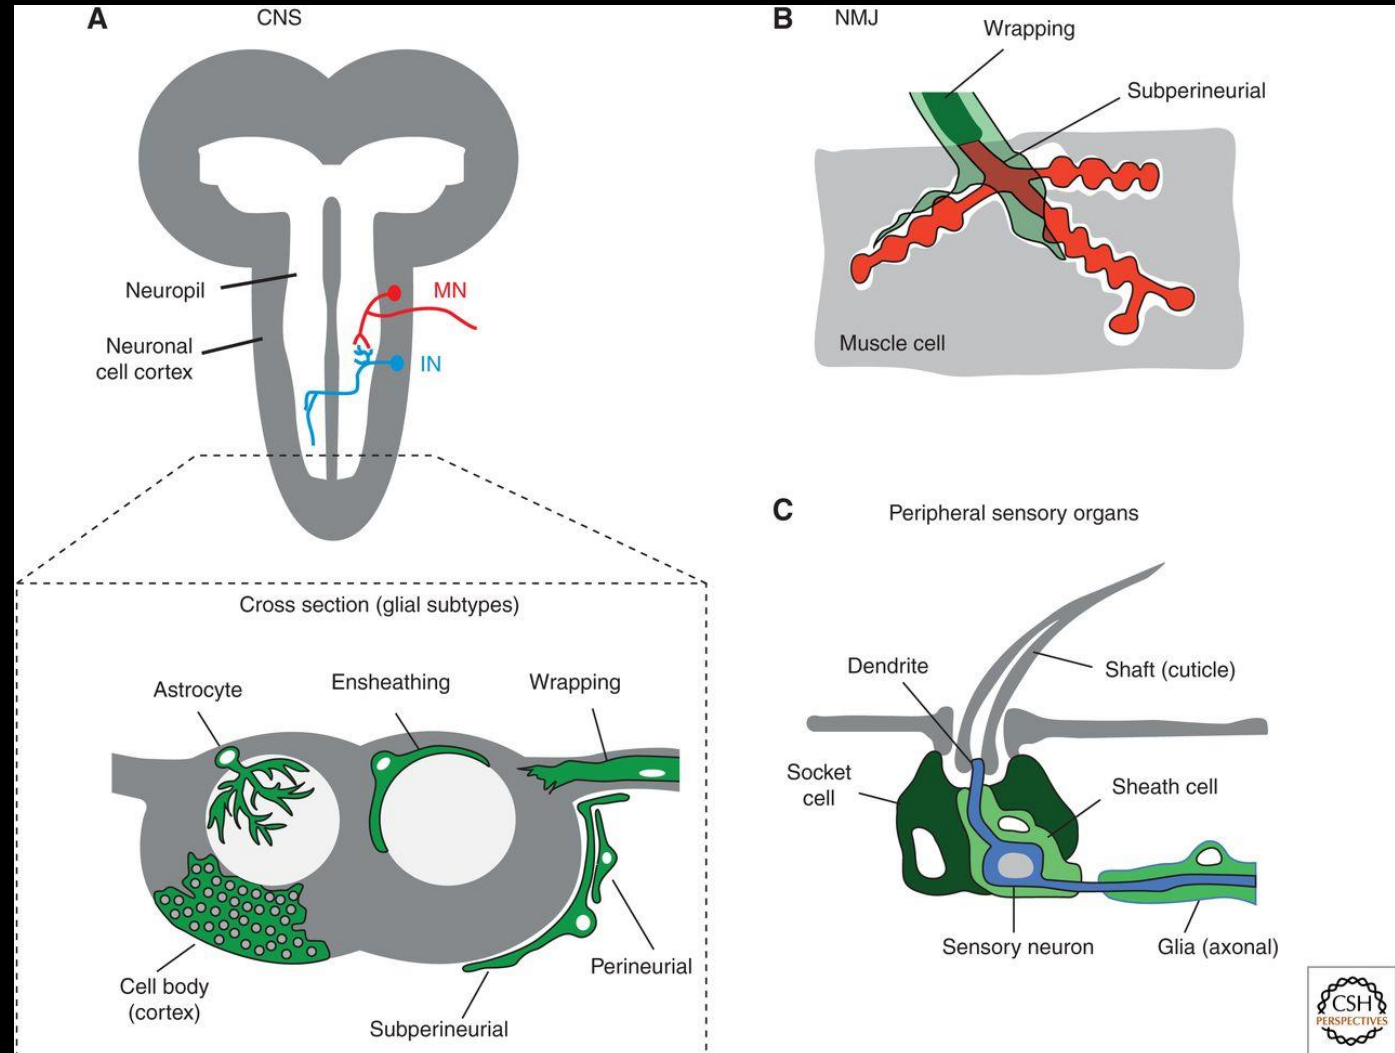 A
CNS
Neuropil
Neuronal
cell cortex
MN
IN
Cross section (glial subtypes)
Astrocyte
Ensheathing
Wrapping
Cell body
(cortex)
Subperineurial
Perineurial
B
NMJ
Wrapping
Subperineurial
Muscle cell
C
Peripheral sensory organs
Dendrite
Shaft (cuticle)
Socket
cell
Sheath cell
Sensory neuron
Glia (axonal)
CSH
PERSPECTIVES